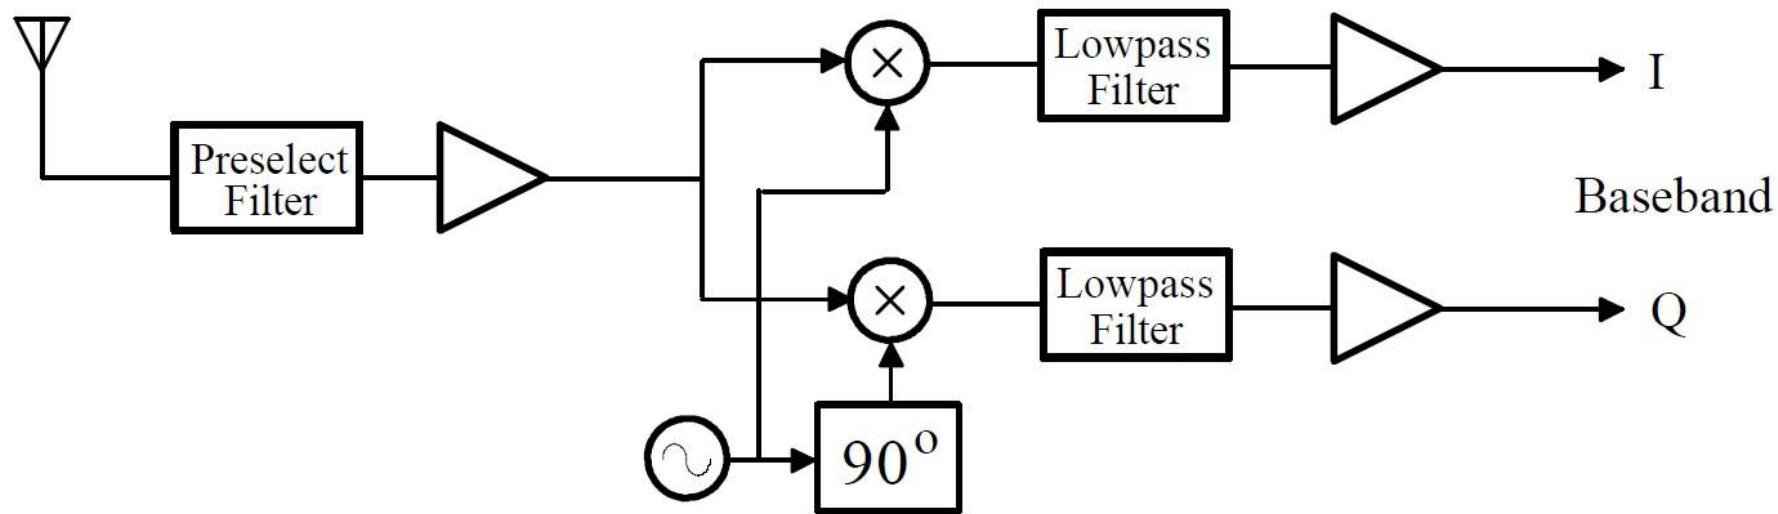 Preselect
Filter
Lowpass
Filter
I
Baseband
Lowpass
Filter
Q
90°